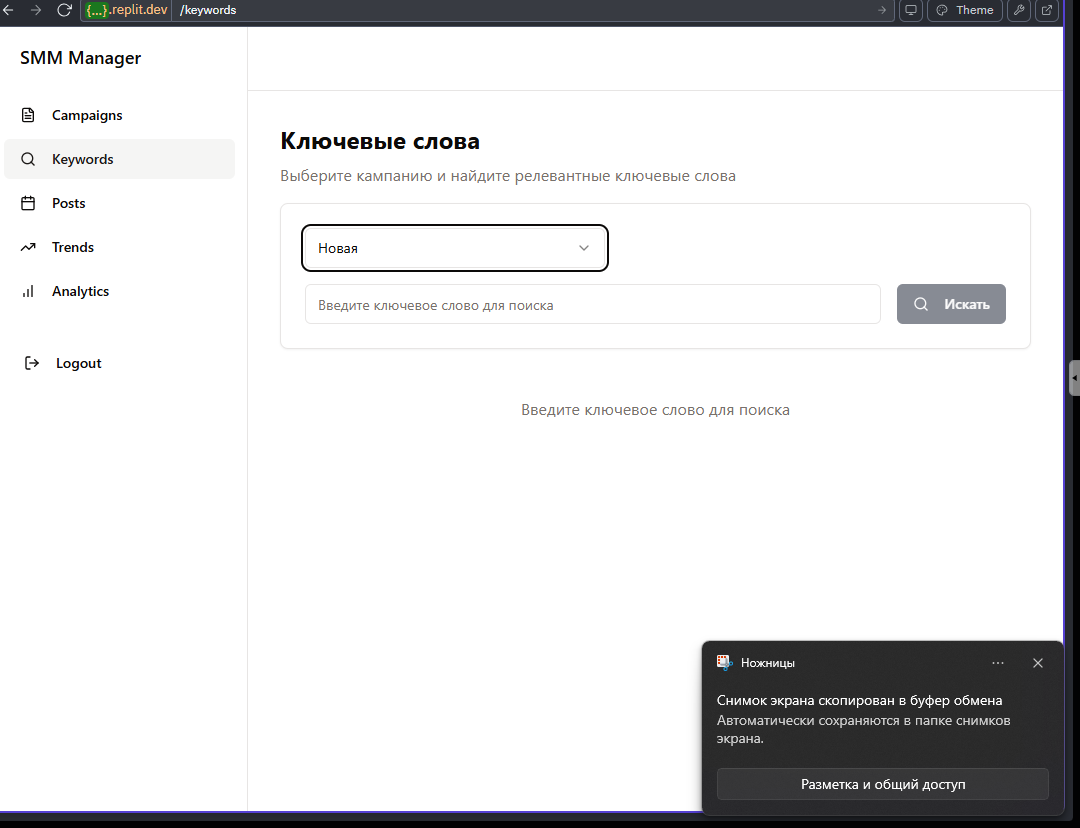 {...}.replit.dev /keywords
Theme
SMM Manager
Campaigns
Keywords
Posts
Trends
Analytics
Logout
Ключевые слова
Выберите кампанию и найдите релевантные ключевые слова
Новая
Введите ключевое слово для поиска
Искать
Введите ключевое слово для поиска
Ножницы
Снимок экрана скопирован в буфер обмена
Автоматически сохраняются в папке снимков
экрана.
Разметка и общий доступ